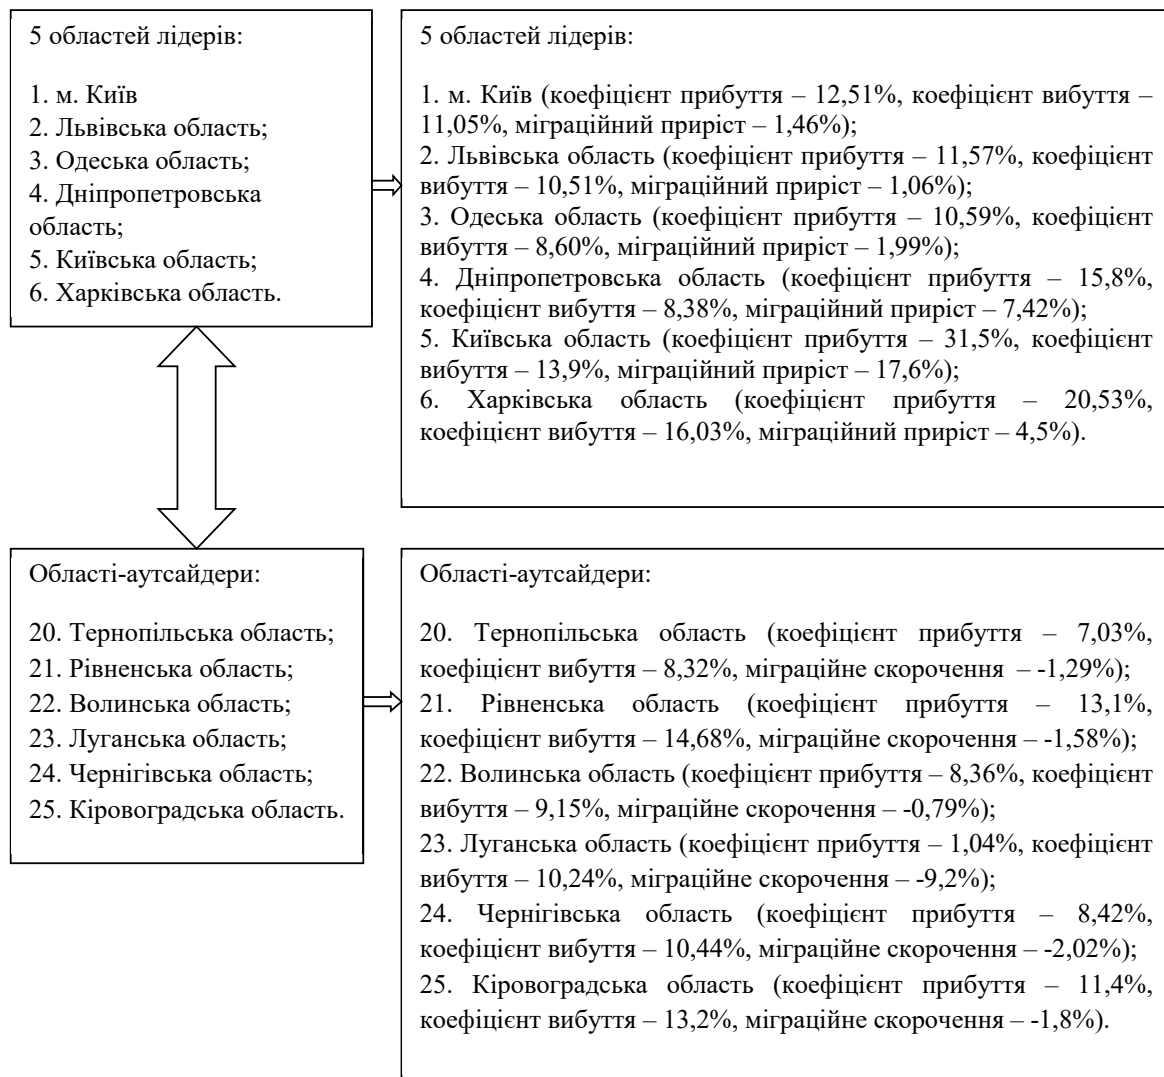 5 областей лідерів:
1. м. Київ
2. Львівська область;
3. Одеська область;
4. Дніпропетровська
область;
5. Київська область;
6. Харківська область.
5 областей лідерів:
1. м. Київ (коефіцієнт прибуття – 12,51%, коефіцієнт вибуття –
11,05%, міграційний приріст – 1,46%);
2. Львівська область (коефіцієнт прибуття – 11,57%, коефіцієнт
вибуття – 10,51%, міграційний приріст – 1,06%);
3. Одеська область (коефіцієнт прибуття – 10,59%, коефіцієнт
вибуття – 8,60%, міграційний приріст – 1,99%);
4. Дніпропетровська область (коефіцієнт прибуття – 15,8%,
коефіцієнт вибуття – 8,38%, міграційний приріст – 7,42%);
5. Київська область (коефіцієнт прибуття – 31,5%, коефіцієнт
вибуття – 13,9%, міграційний приріст – 17,6%);
6. Харківська область (коефіцієнт прибуття – 20,53%,
коефіцієнт вибуття – 16,03%, міграційний приріст – 4,5%).
Області-аутсайдери:
20. Тернопільська область;
21. Рівненська область;
22. Волинська область;
23. Луганська область;
24. Чернігівська область;
25. Кіровоградська область.
Області-аутсайдери:
20. Тернопільська область (коефіцієнт прибуття – 7,03%,
коефіцієнт вибуття – 8,32%, міграційне скорочення – -1,29%);
21. Рівненська область (коефіцієнт прибуття – 13,1%,
коефіцієнт вибуття – 14,68%, міграційне скорочення – -1,58%);
22. Волинська область (коефіцієнт прибуття – 8,36%, коефіцієнт
вибуття – 9,15%, міграційне скорочення – -0,79%);
23. Луганська область (коефіцієнт прибуття – 1,04%, коефіцієнт
вибуття – 10,24%, міграційне скорочення – -9,2%);
24. Чернігівська область (коефіцієнт прибуття – 8,42%,
коефіцієнт вибуття – 10,44%, міграційне скорочення – -2,02%);
25. Кіровоградська область (коефіцієнт прибуття – 11,4%,
коефіцієнт вибуття – 13,2%, міграційне скорочення – -1,8%).